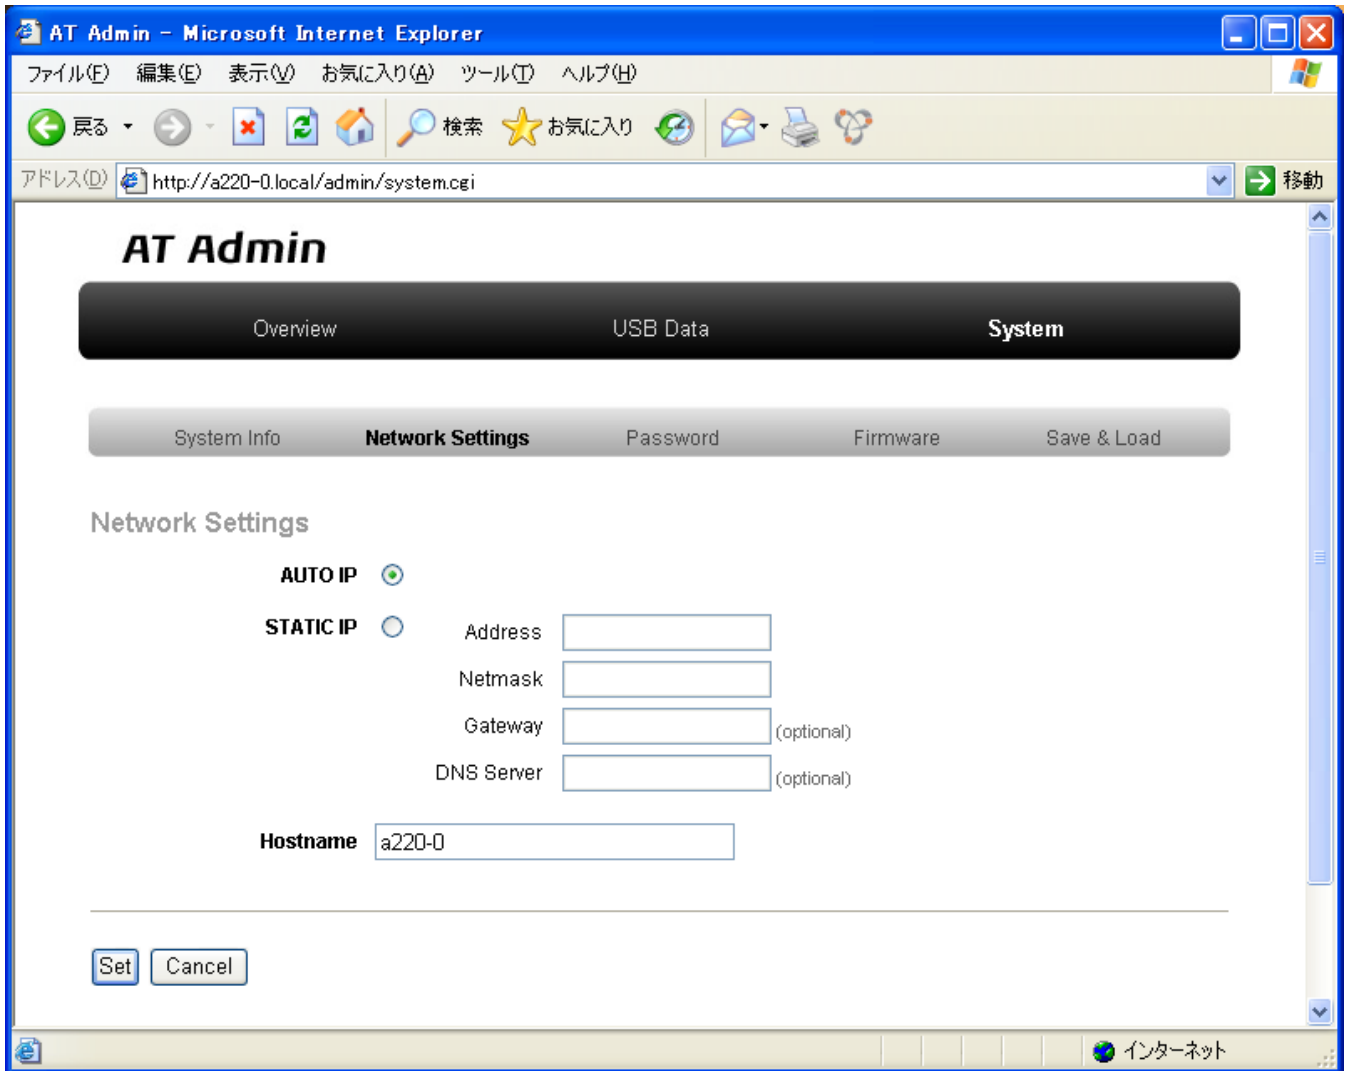 AT Admin - Microsoft Internet Explorer
ファイル(F) 編集(E) 表示(V) お気に入り(A) ツール(T) ヘルプ(H)
戻る 検索 お気に入り
アドレス(D) http://a220-0.local/admin/system.cgi 移動
AT Admin
Overview USB Data System
System Info Network Settings Password Firmware Save & Load
Network Settings
AUTO IP
STATIC IP Address
Netmask
Gateway (optional)
DNS Server (optional)
Hostname a220-0
Set Cancel
インターネット